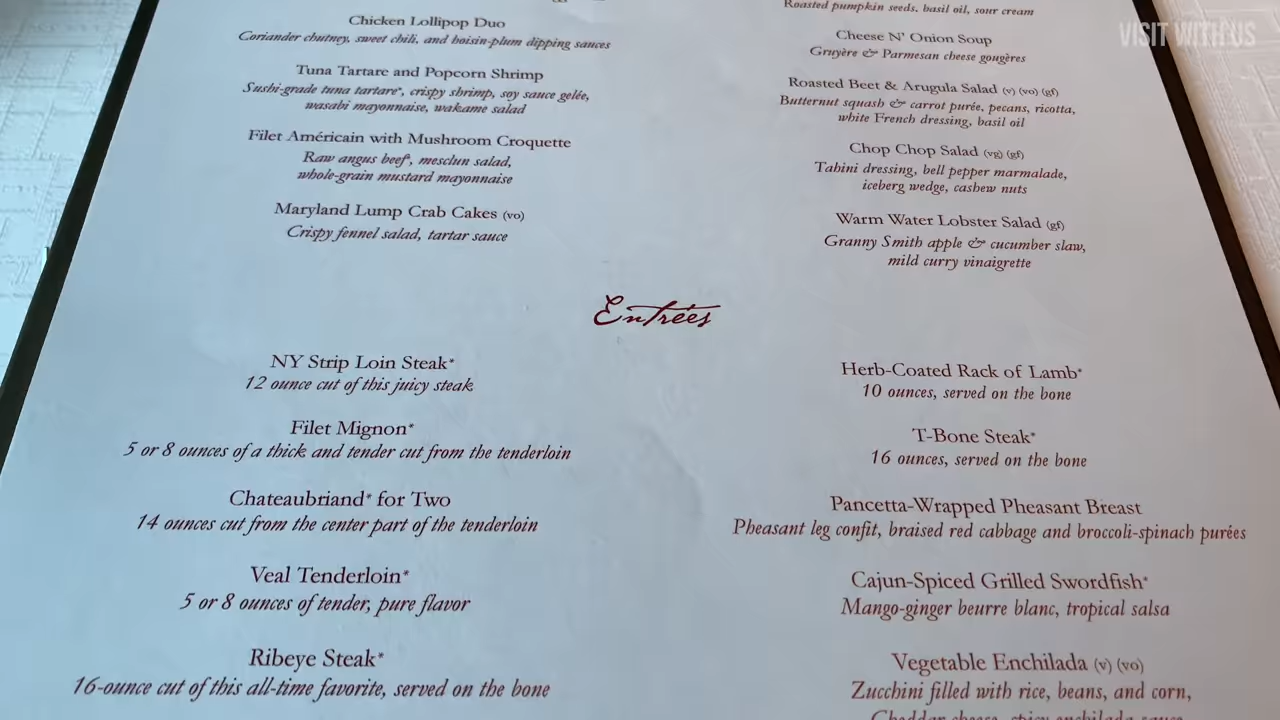 VISIT WITH US
Chicken Lollipop Duo
Coriander chutney, sweet chili, and hoisin-plum dipping sauces
Tuna Tartare and Popcorn Shrimp
Sushi-grade tuna tartare*, crispy shrimp, soy sauce gelée,
wasabi mayonnaise, wakame salad
Filet Américain with Mushroom Croquette
Raw angus beef*, mesclun salad,
whole-grain mustard mayonnaise
Maryland Lump Crab Cakes (vo)
Crispy fennel salad, tartar sauce
Roasted pumpkin seeds, basil oil, sour cream
Cheese N' Onion Soup
Gruyère & Parmesan cheese gougères
Roasted Beet & Arugula Salad (v) (vo) (gf)
Butternut squash & carrot purée, pecans, ricotta,
white French dressing, basil oil
Chop Chop Salad (vg) (gf)
Tahini dressing, bell pepper marmalade,
iceberg wedge, cashew nuts
Warm Water Lobster Salad (gf)
Granny Smith apple & cucumber slaw,
mild curry vinaigrette
Entrées
NY Strip Loin Steak*
12 ounce cut of this juicy steak
Filet Mignon*
5 or 8 ounces of a thick and tender cut from the tenderloin
Chateaubriand* for Two
14 ounces cut from the center part of the tenderloin
Veal Tenderloin*
5 or 8 ounces of tender, pure flavor
Ribeye Steak*
16-ounce cut of this all-time favorite, served on the bone
Herb-Coated Rack of Lamb*
10 ounces, served on the bone
T-Bone Steak*
16 ounces, served on the bone
Pancetta-Wrapped Pheasant Breast
Pheasant leg confit, braised red cabbage and broccoli-spinach purées
Cajun-Spiced Grilled Swordfish*
Mango-ginger beurre blanc, tropical salsa
Vegetable Enchilada (v) (vo)
Zucchini filled with rice, beans, and corn,
Cheddar cheese, spicy enchilada sauce